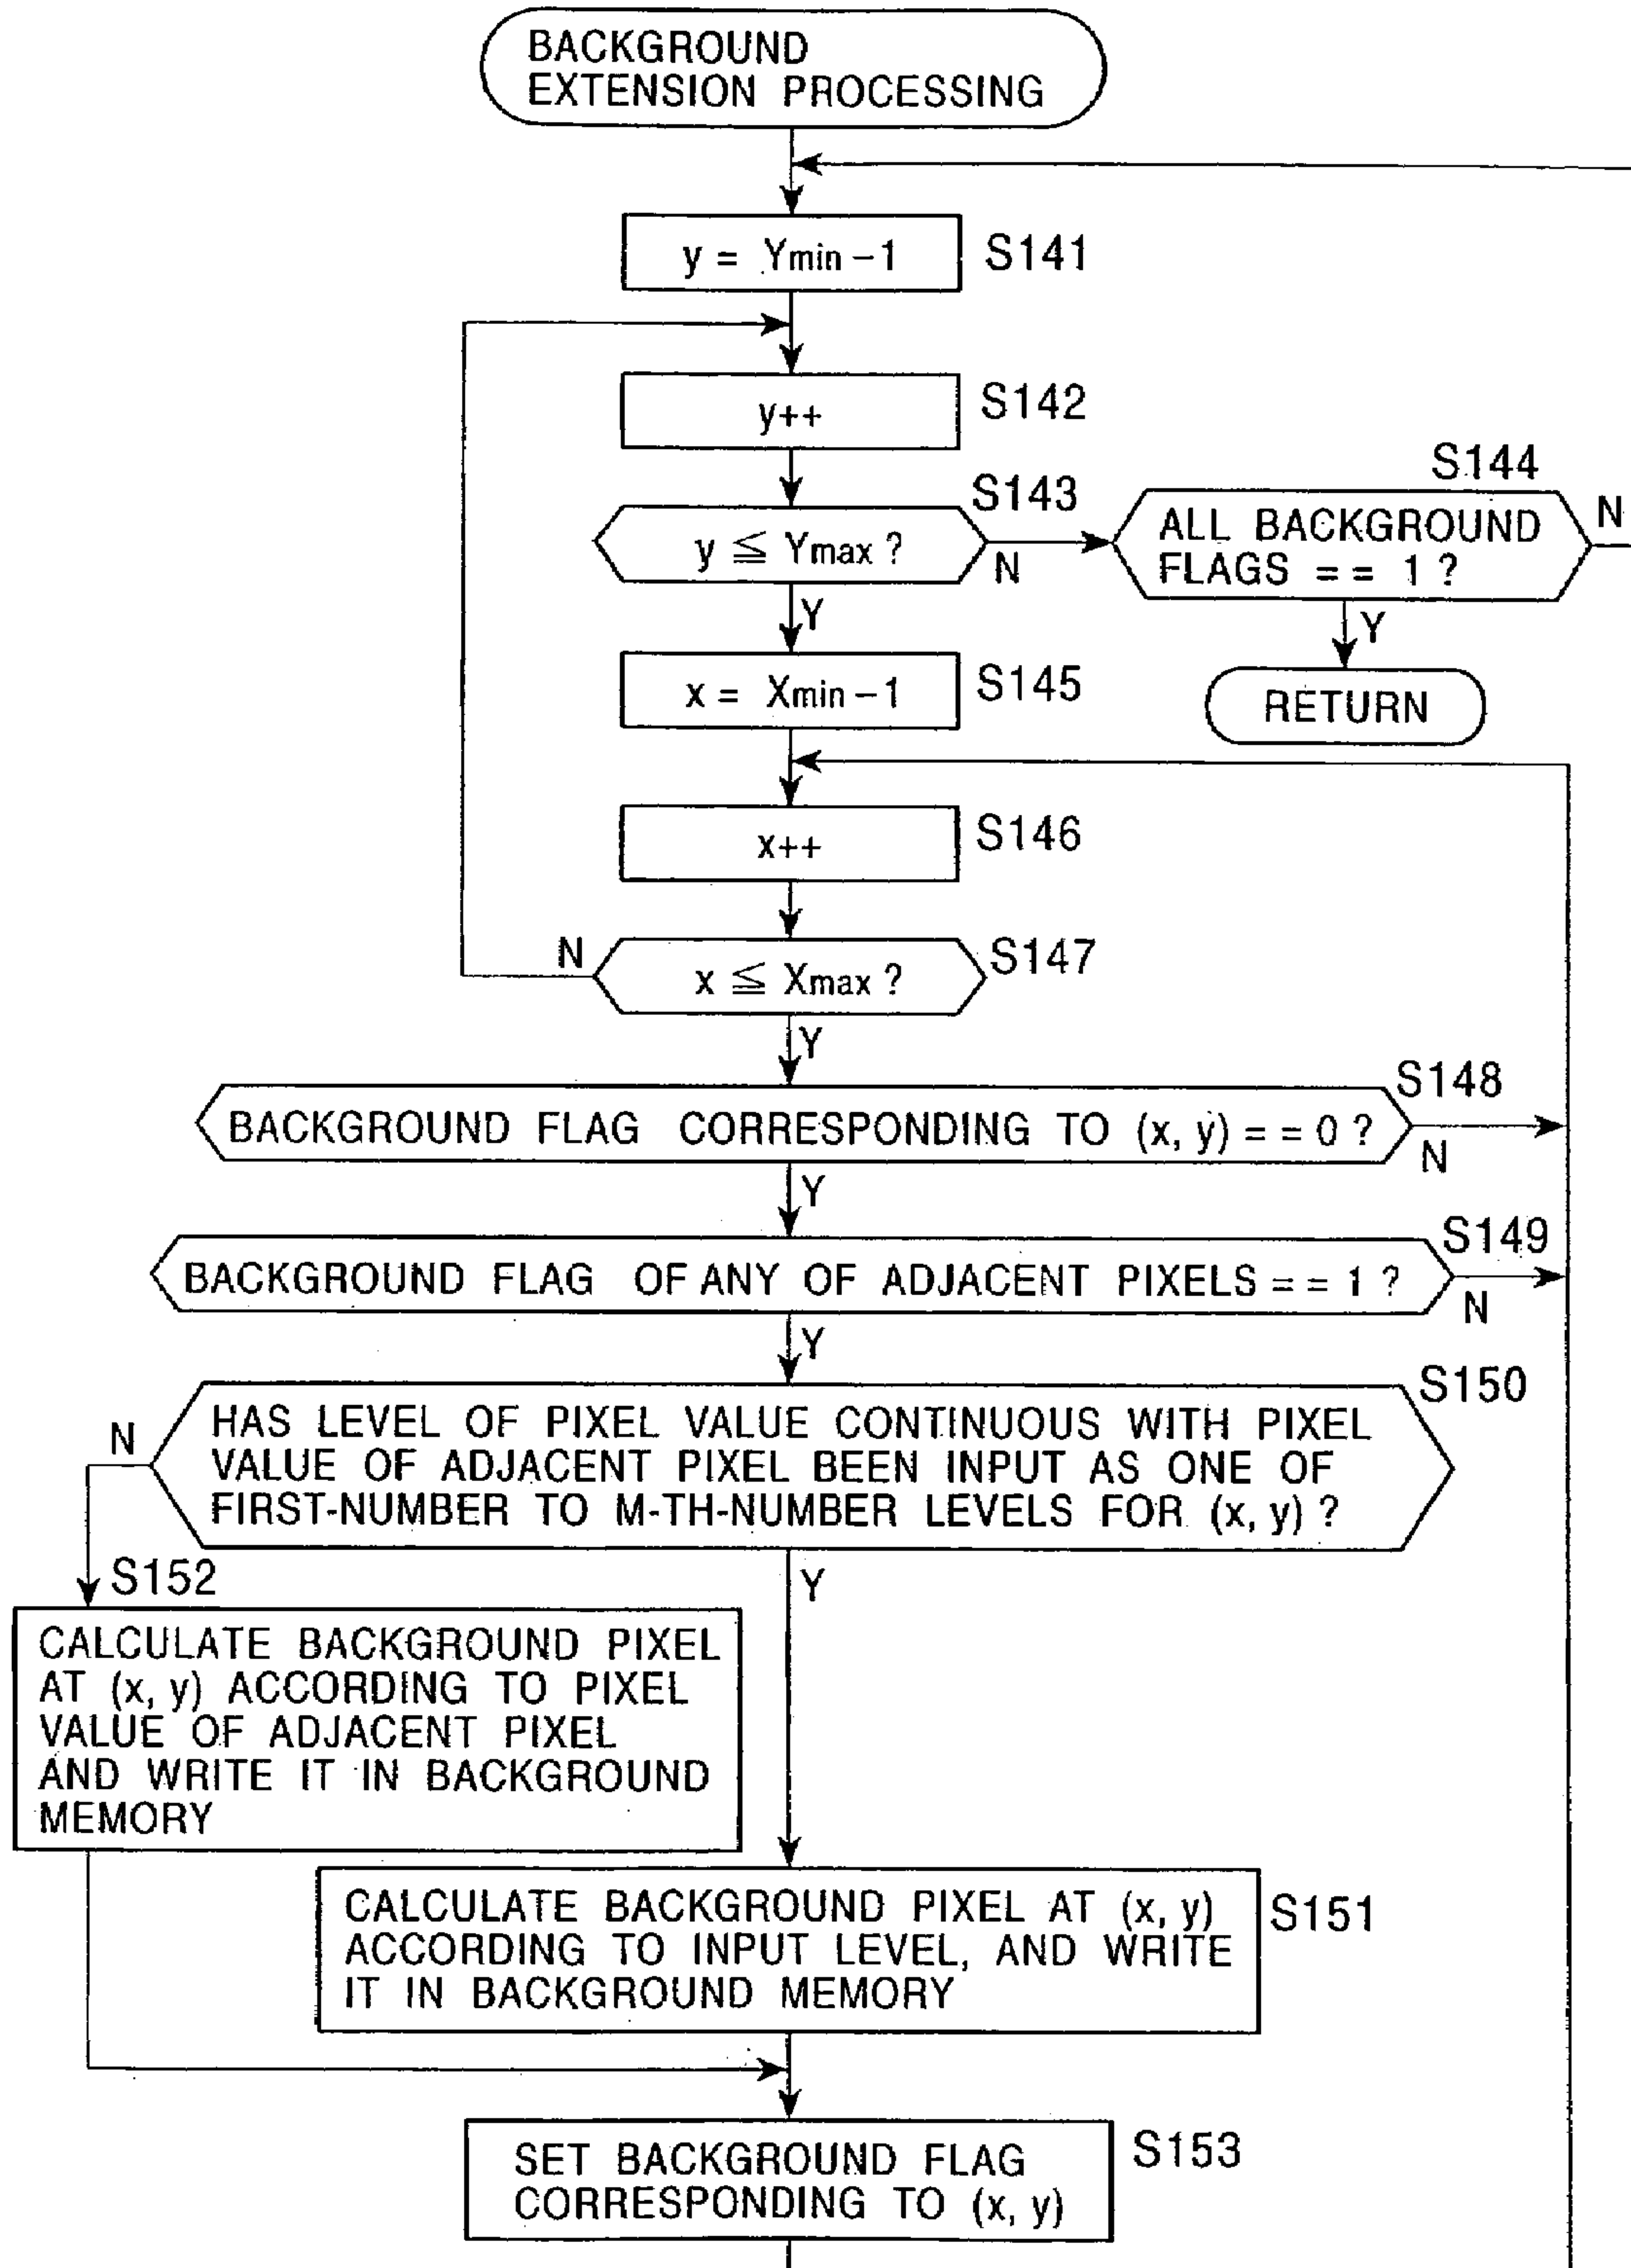 BACKGROUND
EXTENSION PROCESSING
y = Ymin – 1
S141
y++
S142
S143
y ≦ Ymax ?
N
Y
S144
ALL BACKGROUND
FLAGS = = 1 ?
N
Y
RETURN
x = Xmin – 1
S145
x++
S146
N
x ≦ Xmax ?
S147
Y
BACKGROUND FLAG CORRESPONDING TO (x, y) = = 0 ?
S148
N
Y
BACKGROUND FLAG OF ANY OF ADJACENT PIXELS = = 1 ?
S149
N
Y
S150
N
HAS LEVEL OF PIXEL VALUE CONTINUOUS WITH PIXEL
VALUE OF ADJACENT PIXEL BEEN INPUT AS ONE OF
FIRST-NUMBER TO M-TH-NUMBER LEVELS FOR (x, y) ?
Y
S152
CALCULATE BACKGROUND PIXEL
AT (x, y) ACCORDING TO PIXEL
VALUE OF ADJACENT PIXEL
AND WRITE IT IN BACKGROUND
MEMORY
CALCULATE BACKGROUND PIXEL AT (x, y)
ACCORDING TO INPUT LEVEL, AND WRITE
IT IN BACKGROUND MEMORY
S151
SET BACKGROUND FLAG
CORRESPONDING TO (x, y)
S153